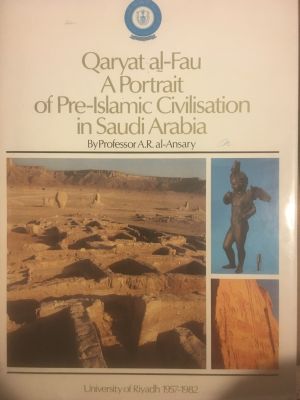 Qaryat al-Fau
A Portrait
of Pre-Islamic Civilisation
in Saudi Arabia
By Professor A.R. al-Ansary
University of Riyadh 1957-1982